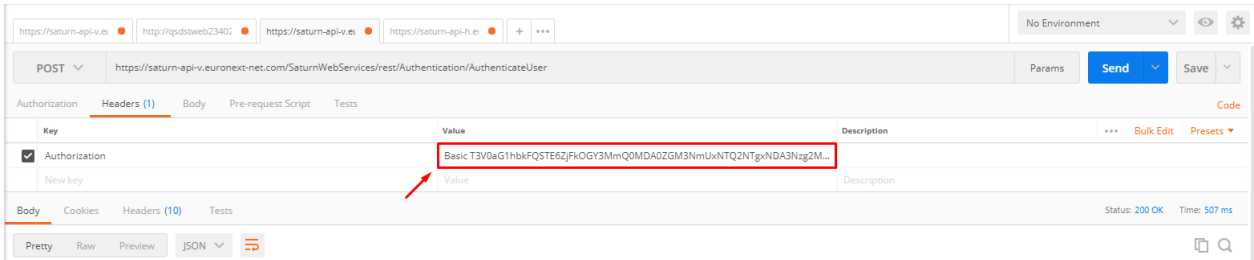 https://saturn-api-v.eu http://qsdstweb23402 https://saturn-api-v.eu https://saturn-api-h.eu + ••• No Environment
POST https://saturn-api-v.euronext-net.com/SaturnWebServices/rest/Authentication/AuthenticateUser Params Send Save
Authorization Headers (1) Body Pre-request Script Tests Code
Key Value Description ••• Bulk Edit Presets
Authorization Basic T3V0aG1hbkFQSTE6ZjFkOGY3MmQ0MDA0ZGM3NmUxNTQ2NTgxNDA3Nzg2M...
New key Value Description
Body Cookies Headers (10) Tests Status: 200 OK Time: 507 ms
Pretty Raw Preview JSON